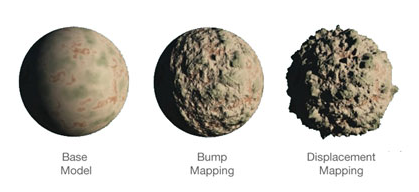 Base
Model
Bump
Mapping
Displacement
Mapping